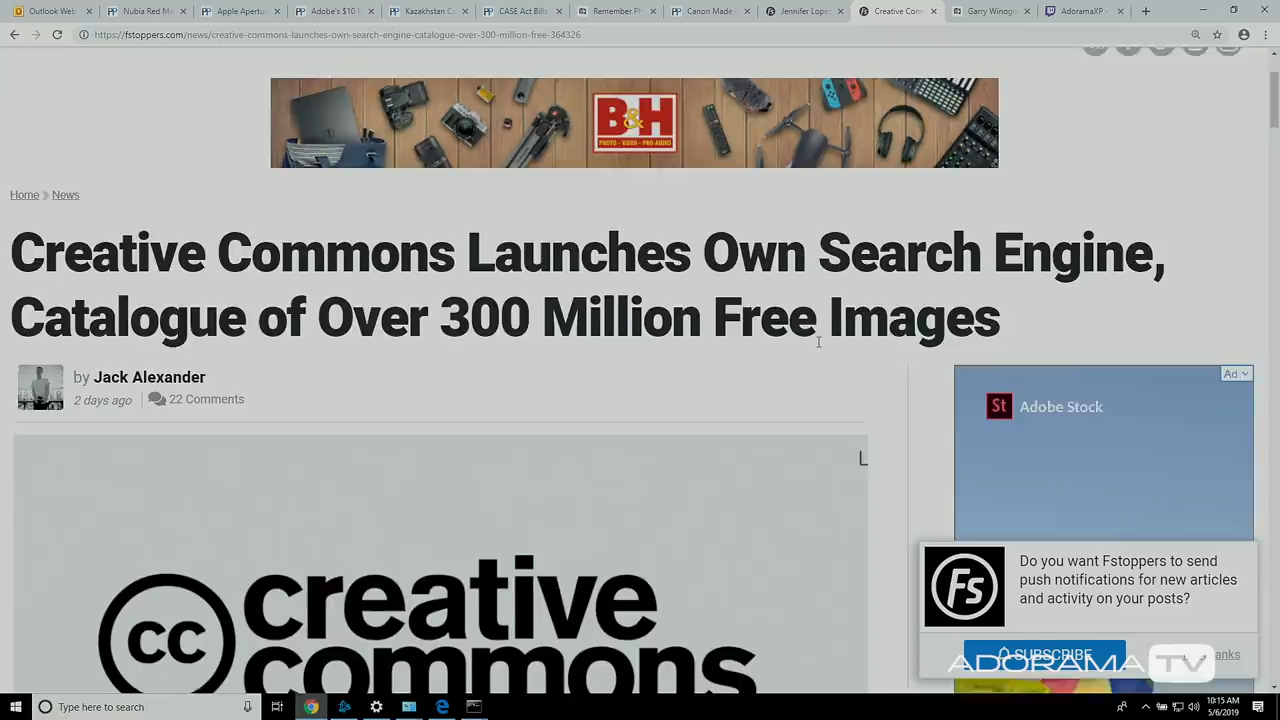 Outlook Web
Nubia Red M
Apple Apertu
Adobe's $10
Kazakhstan C
CASE Act Bill
Remember Ph
Canon Made
Jennifer Lope
Creative Com
Garry Winog
AdoramaXP
https://fstoppers.com/news/creative-commons-launches-own-search-engine-catalogue-over-300-million-free-364326
B&H
PHOTO - VIDEO - PRO AUDIO
Home
News
Creative Commons Launches Own Search Engine,
Catalogue of Over 300 Million Free Images
by Jack Alexander
2 days ago
22 Comments
Ad
St Adobe Stock
cc creative
commons
Fs
Do you want Fstoppers to send
push notifications for new articles
and activity on your posts?
SUBSCRIBE
ADORAMA TV
Type here to search
10:15 AM
5/6/2019